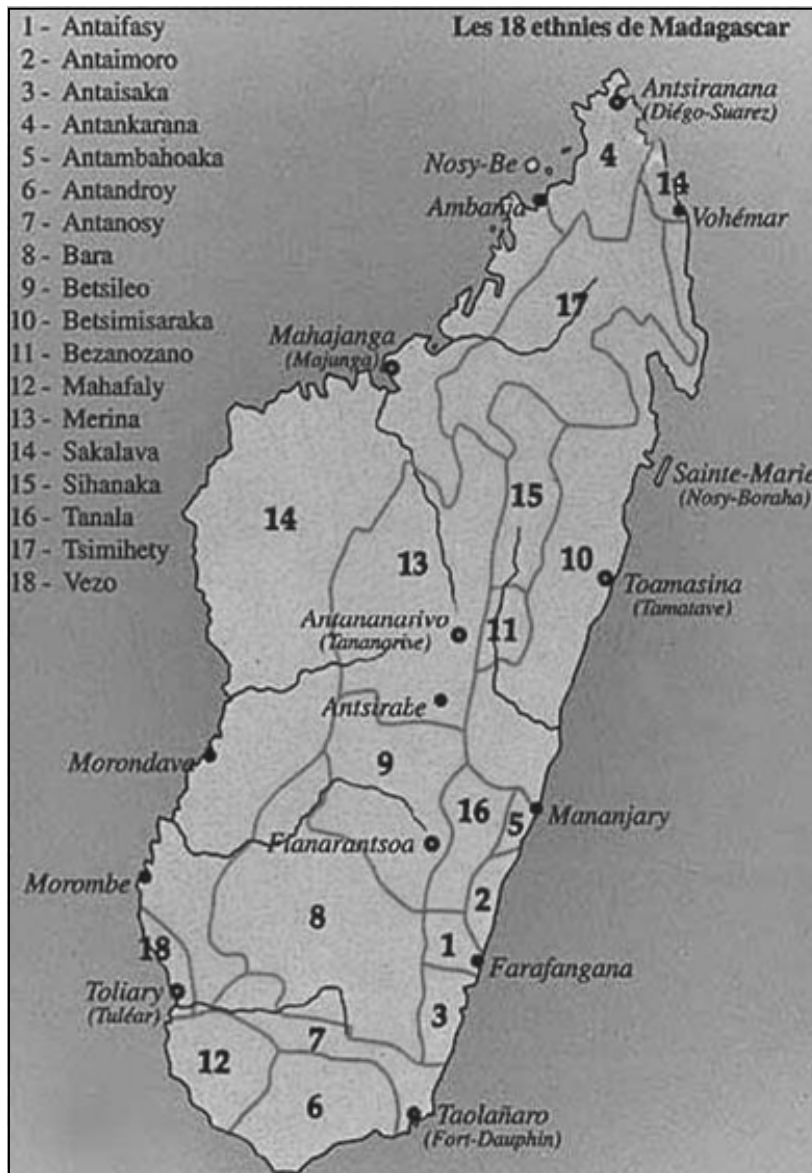 Les 18 ethnies de Madagascar
1 - Antaifasy
2 - Antaimoro
3 - Antaisaka
4 - Antankarana
5 - Antambahoaka
6 - Antandroy
7 - Antanosy
8 - Bara
9 - Betsileo
10 - Betsimisaraka
11 - Bezanozano
12 - Mahafaly
13 - Merina
14 - Sakalava
15 - Sihanaka
16 - Tanala
17 - Tsimihety
18 - Vezo
Antsiranana
(Diégo-Suarez)
4
Nosy-Be
14
Ambanja
Vohémar
17
Mahajanga
(Majunga)
Sainte-Marie
(Nosy-Boraha)
15
14
13
10
Toamasina
(Tamatave)
Antananarivo
(Tananarive)
11
Antsirabe
Morondava
9
16
5
Mananjary
Fianarantsoa
Morombe
2
8
18
1
Farafangana
Toliary
(Tuléar)
3
7
12
6
Taolañaro
(Fort-Dauphin)